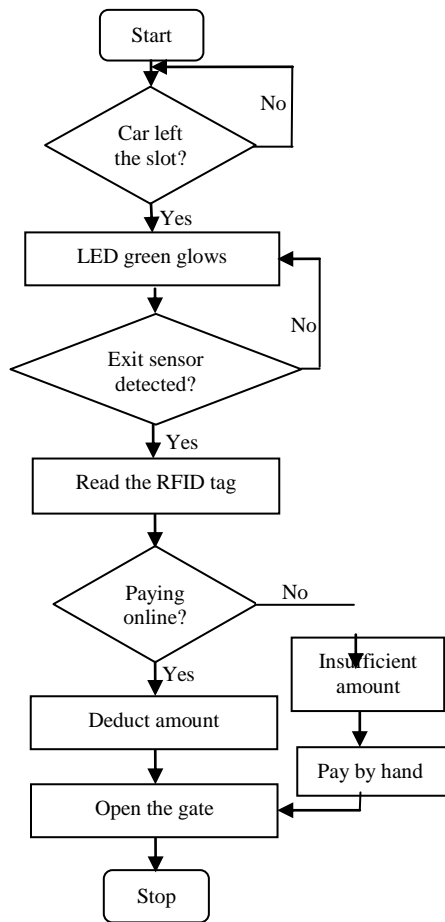 Start
No
Car left
the slot?
Yes
LED green glows
No
Exit sensor
detected?
Yes
Read the RFID tag
No
Paying
online?
Yes
Insufficient
amount
Deduct amount
Pay by hand
Open the gate
Stop